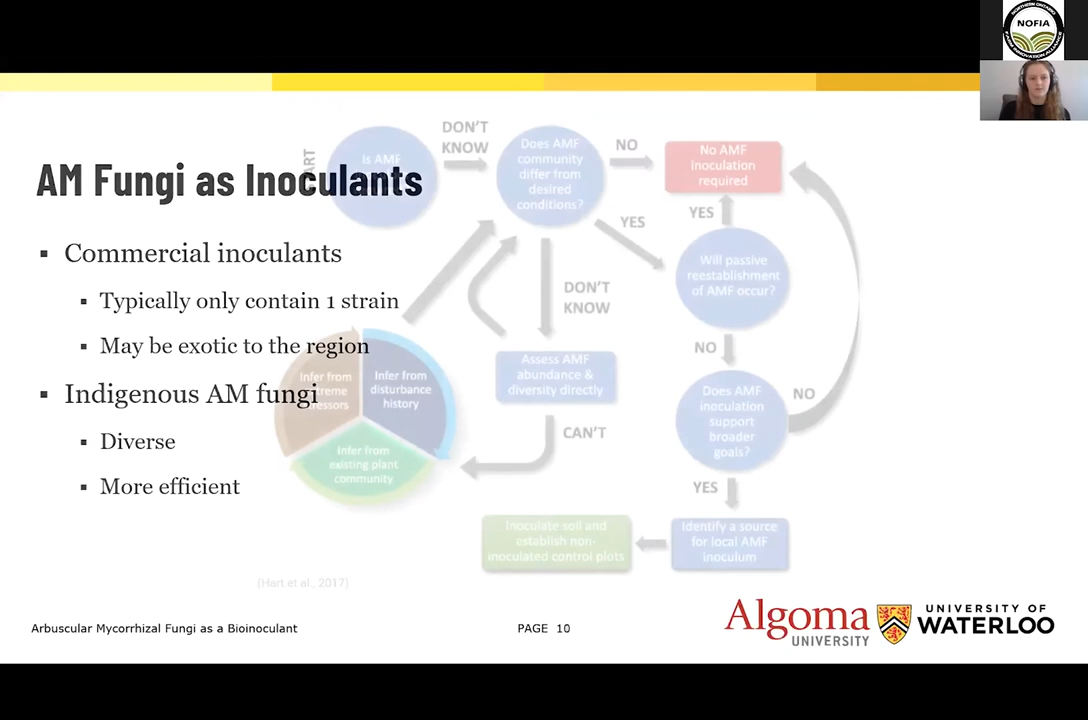 NORTHERN ONTARIO
NOFIA
FARM INNOVATION ALLIANCE
AM Fungi as Inoculants
▪ Commercial inoculants
▪ Typically only contain 1 strain
▪ May be exotic to the region
▪ Indigenous AM fungi
▪ Diverse
▪ More efficient
Is AMF
DON'T
KNOW
Does AMF
community
differ from
desired
conditions?
NO
No AMF
Inoculation
required
YES
YES
Will passive
reestablishment
of AMF occur?
DON'T
KNOW
NO
Assess AMF
abundance &
diversity directly
Does AMF
inoculation
support
broader
goals?
NO
CAN'T
Infer from
Infer from
disturbance
history
Infer from
existing plant
community
YES
Identify a source
for local AMF
inoculum
Inoculate soil and
establish non-
inoculated control plots
(Hart et al., 2017)
Arbuscular Mycorrhizal Fungi as a Bioinoculant
PAGE 10
Algoma
UNIVERSITY
UNIVERSITY OF
WATERLOO